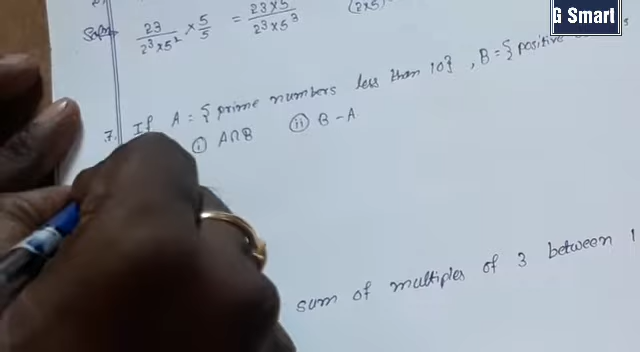 G Smart
Soln. 23/(2³×5²) × 5/5 = (23×5)/(2³×5³)
7. If A = { prime numbers less than 10}, B = { positive
(i) A∩B (ii) B - A
sum of multiples of 3 between 1